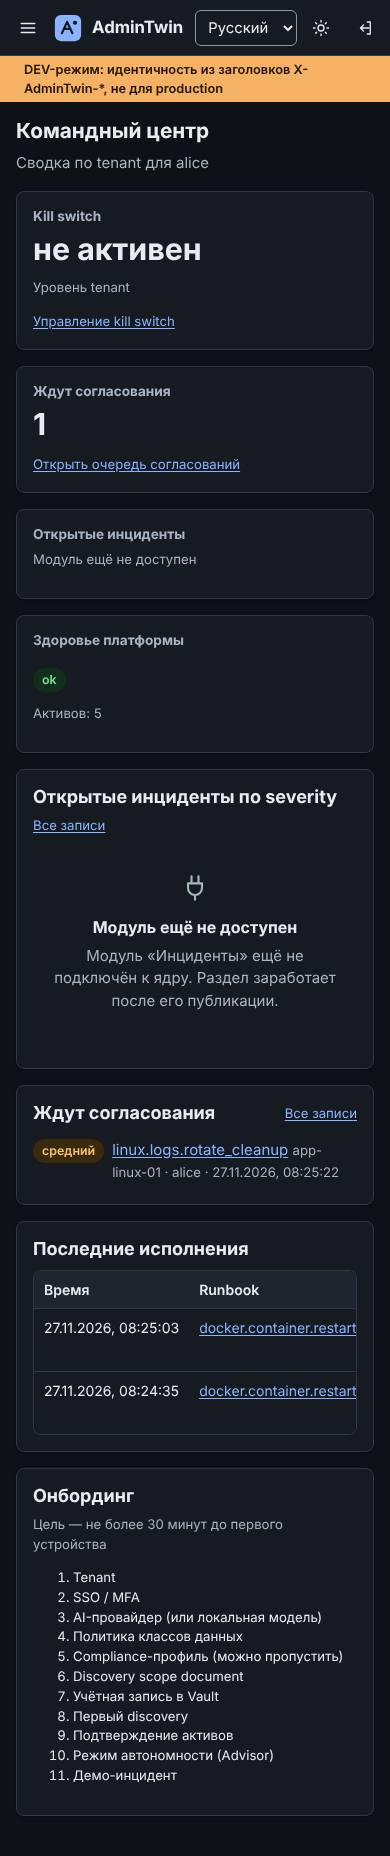 AdminTwin
Русский
DEV-режим: идентичность из заголовков X-
AdminTwin-*, не для production
Командный центр
Сводка по tenant для alice
Kill switch
не активен
Уровень tenant
Управление kill switch
Ждут согласования
1
Открыть очередь согласований
Открытые инциденты
Модуль ещё не доступен
Здоровье платформы
ok
Активов: 5
Открытые инциденты по severity
Все записи
Модуль ещё не доступен
Модуль «Инциденты» ещё не
подключён к ядру. Раздел заработает
после его публикации.
Ждут согласования Все записи
средний linux.logs.rotate_cleanup app-
linux-01 · alice · 27.11.2026, 08:25:22
Последние исполнения
Время Runbook
27.11.2026, 08:25:03 docker.container.restart
27.11.2026, 08:24:35 docker.container.restart
Онбординг
Цель — не более 30 минут до первого
устройства
1. Tenant
2. SSO / MFA
3. AI-провайдер (или локальная модель)
4. Политика классов данных
5. Compliance-профиль (можно пропустить)
6. Discovery scope document
7. Учётная запись в Vault
8. Первый discovery
9. Подтверждение активов
10. Режим автономности (Advisor)
11. Демо-инцидент